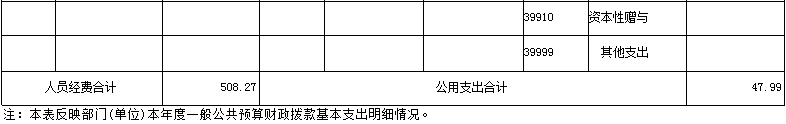 39910 资本性赠与
39999 其他支出
人员经费合计 508.27 公用支出合计 47.99
注：本表反映部门(单位)本年度一般公共预算财政拨款基本支出明细情况。